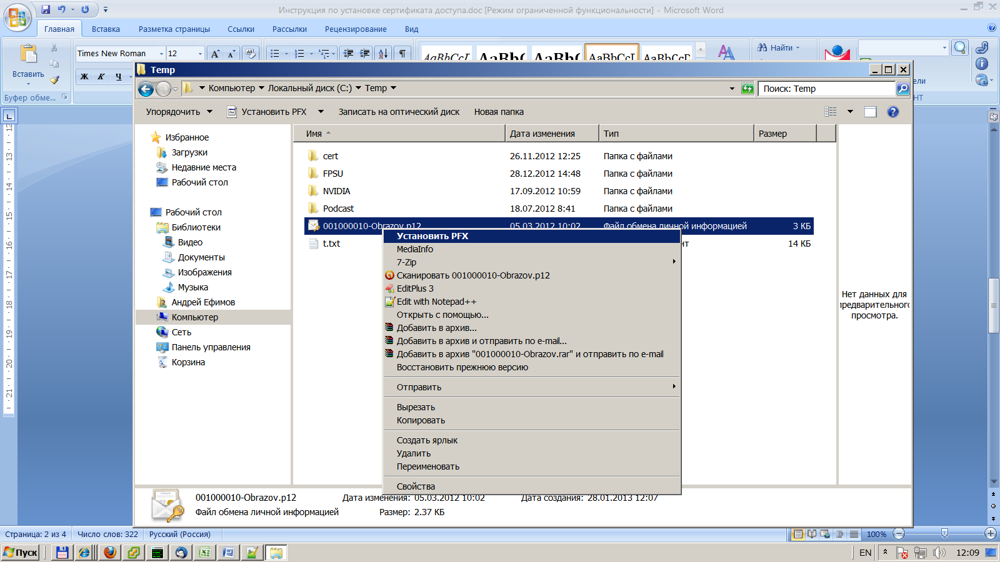 Инструкция по установке сертификата доступа.doc [Режим ограниченной функциональности] - Microsoft Word
Главная Вставка Разметка страницы Ссылки Рассылки Рецензирование Вид
Times New Roman 12 AaBbCcI AaBb( AaBb( AaBbCcI AaBbCcD Найти
Вставить
Ж К Ч
Буфер обме...
Temp
Компьютер Локальный диск (C:) Temp Поиск: Temp
Упорядочить Установить PFX Записать на оптический диск Новая папка
Имя Дата изменения Тип Размер
Избранное
Загрузки
Недавние места
Рабочий стол
Рабочий стол
Библиотеки
Видео
Документы
Изображения
Музыка
Андрей Ефимов
Компьютер
Сеть
Панель управления
Корзина
cert 26.11.2012 12:25 Папка с файлами
FPSU 28.12.2012 14:48 Папка с файлами
NVIDIA 17.09.2012 10:59 Папка с файлами
Podcast 18.07.2012 8:41 Папка с файлами
001000010-Obrazov.p12 05.03.2012 10:02 Файл обмена личной информацией 3 КБ
t.txt нт 14 КБ
Установить PFX
MediaInfo
7-Zip
Сканировать 001000010-Obrazov.p12
EditPlus 3
Edit with Notepad++
Открыть с помощью...
Добавить в архив...
Добавить в архив и отправить по e-mail...
Добавить в архив "001000010-Obrazov.rar" и отправить по e-mail
Восстановить прежнюю версию
Отправить
Вырезать
Копировать
Создать ярлык
Удалить
Переименовать
Свойства
Нет данных для
предварительного
просмотра.
001000010-Obrazov.p12 Дата изменения: 05.03.2012 10:02 Дата создания: 28.01.2013 12:07
Файл обмена личной информацией Размер: 2.37 КБ
Страница: 2 из 4 Число слов: 322 Русский (Россия) 100%
Пуск EN 12:09